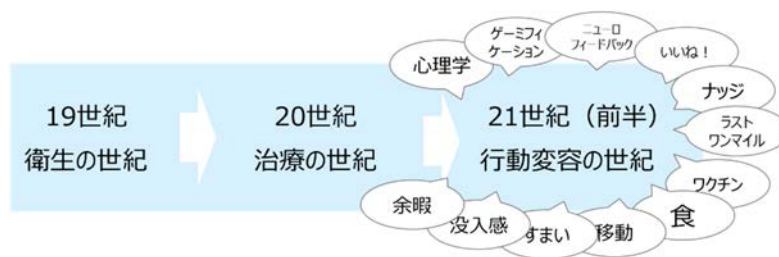 19世紀
衛生の世紀
20世紀
治療の世紀
21世紀（前半）
行動変容の世紀
心理学
ゲーミフィ
ケーション
ニューロ
フィードバック
いいね！
ナッジ
ラスト
ワンマイル
ワクチン
食
移動
すまい
没入感
余暇